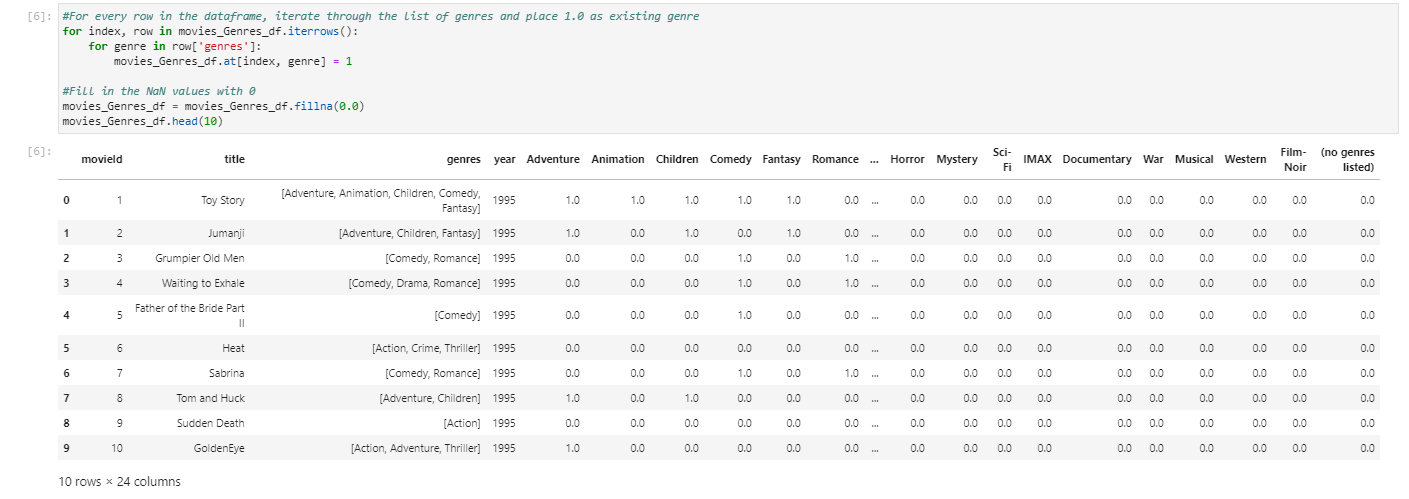 [6]: #For every row in the dataframe, iterate through the list of genres and place 1.0 as existing genre
for index, row in movies_Genres_df.iterrows():
    for genre in row['genres']:
        movies_Genres_df.at[index, genre] = 1

#Fill in the NaN values with 0
movies_Genres_df = movies_Genres_df.fillna(0.0)
movies_Genres_df.head(10)
[6]: movieId title genres year Adventure Animation Children Comedy Fantasy Romance ... Horror Mystery Sci-Fi IMAX Documentary War Musical Western Film-Noir (no genres listed)
0 1 Toy Story [Adventure, Animation, Children, Comedy, Fantasy] 1995 1.0 1.0 1.0 1.0 1.0 0.0 ... 0.0 0.0 0.0 0.0 0.0 0.0 0.0 0.0 0.0 0.0
1 2 Jumanji [Adventure, Children, Fantasy] 1995 1.0 0.0 1.0 0.0 1.0 0.0 ... 0.0 0.0 0.0 0.0 0.0 0.0 0.0 0.0 0.0 0.0
2 3 Grumpier Old Men [Comedy, Romance] 1995 0.0 0.0 0.0 1.0 0.0 1.0 ... 0.0 0.0 0.0 0.0 0.0 0.0 0.0 0.0 0.0 0.0
3 4 Waiting to Exhale [Comedy, Drama, Romance] 1995 0.0 0.0 0.0 1.0 0.0 1.0 ... 0.0 0.0 0.0 0.0 0.0 0.0 0.0 0.0 0.0 0.0
4 5 Father of the Bride Part II [Comedy] 1995 0.0 0.0 0.0 1.0 0.0 0.0 ... 0.0 0.0 0.0 0.0 0.0 0.0 0.0 0.0 0.0 0.0
5 6 Heat [Action, Crime, Thriller] 1995 0.0 0.0 0.0 0.0 0.0 0.0 ... 0.0 0.0 0.0 0.0 0.0 0.0 0.0 0.0 0.0 0.0
6 7 Sabrina [Comedy, Romance] 1995 0.0 0.0 0.0 1.0 0.0 1.0 ... 0.0 0.0 0.0 0.0 0.0 0.0 0.0 0.0 0.0 0.0
7 8 Tom and Huck [Adventure, Children] 1995 1.0 0.0 1.0 0.0 0.0 0.0 ... 0.0 0.0 0.0 0.0 0.0 0.0 0.0 0.0 0.0 0.0
8 9 Sudden Death [Action] 1995 0.0 0.0 0.0 0.0 0.0 0.0 ... 0.0 0.0 0.0 0.0 0.0 0.0 0.0 0.0 0.0 0.0
9 10 GoldenEye [Action, Adventure, Thriller] 1995 1.0 0.0 0.0 0.0 0.0 0.0 ... 0.0 0.0 0.0 0.0 0.0 0.0 0.0 0.0 0.0 0.0
10 rows × 24 columns